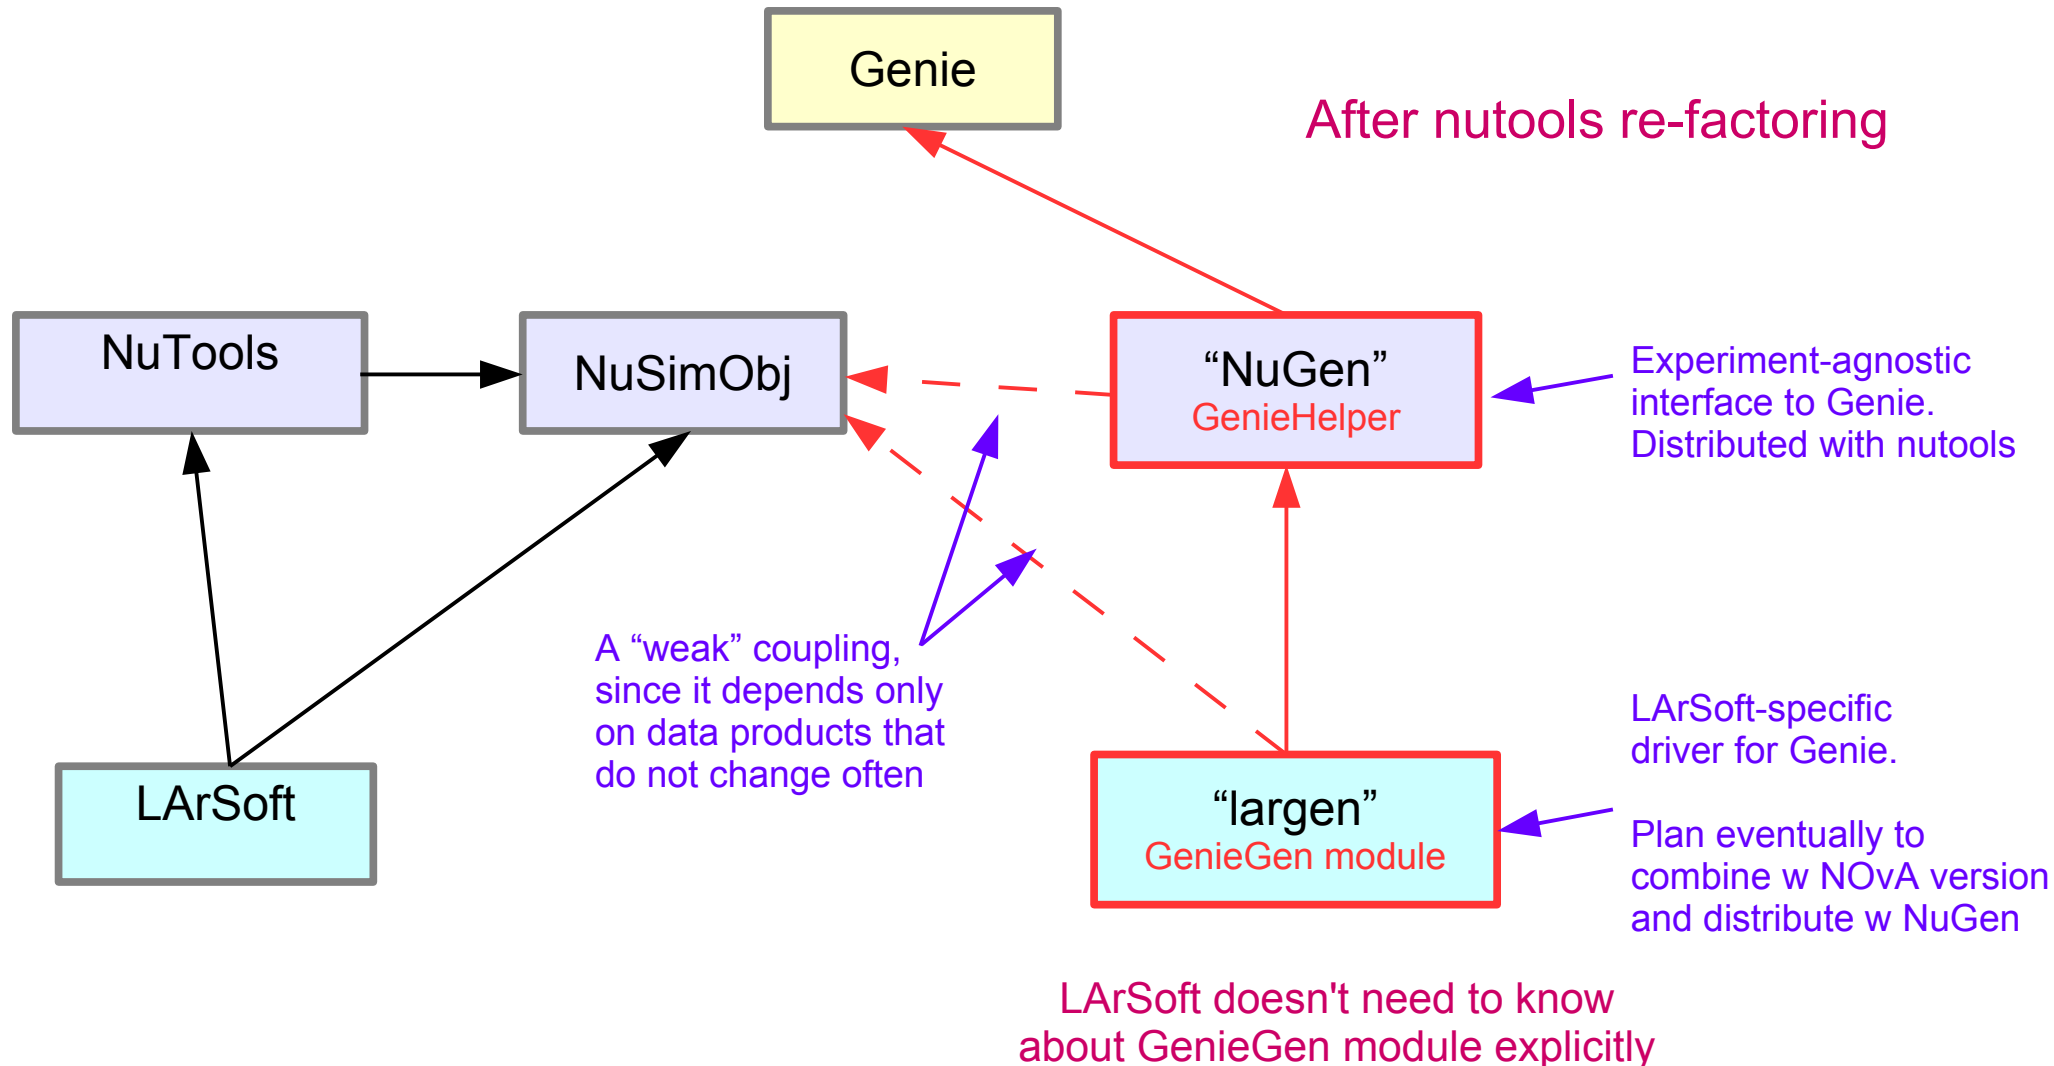 Genie
After nutools re-factoring
NuTools
NuSimObj
“NuGen”
GenieHelper
Experiment-agnostic
interface to Genie.
Distributed with nutools
A “weak” coupling,
since it depends only
on data products that
do not change often
LArSoft
“largen”
GenieGen module
LArSoft-specific
driver for Genie.
Plan eventually to
combine w NOvA version
and distribute w NuGen
LArSoft doesn't need to know
about GenieGen module explicitly